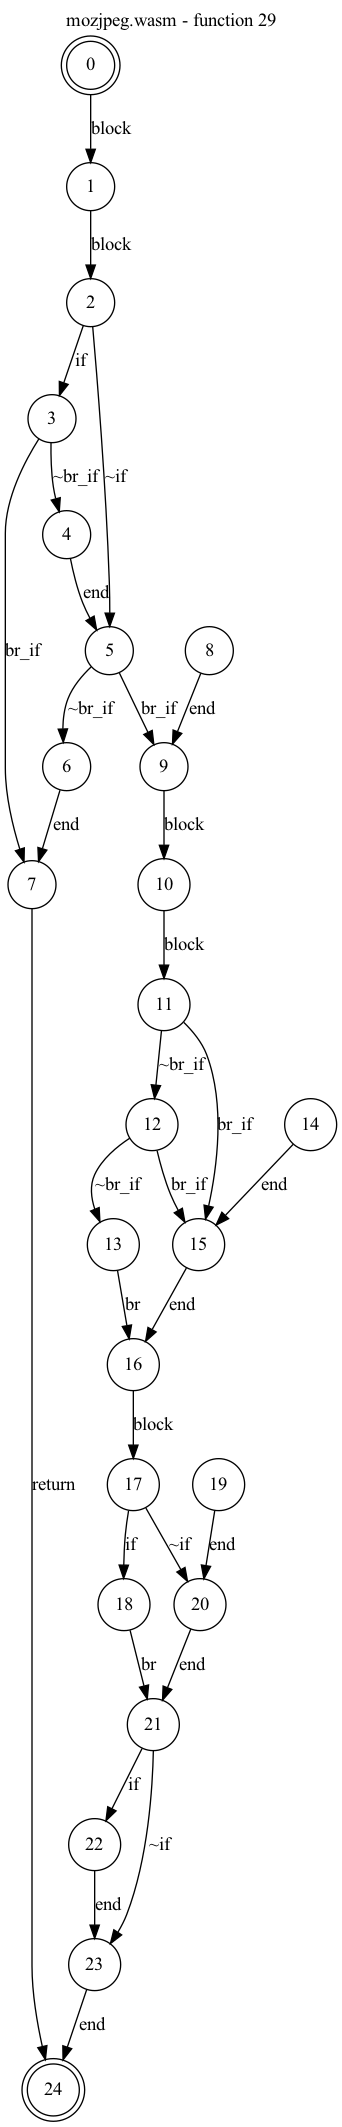 mozjpeg.wasm - function 29
0
block
1
block
2
if
3
~br_if
~if
4
end
br_if
5
8
~br_if
br_if
end
6
9
end
block
7
10
block
11
~br_if
br_if
12
14
~br_if
br_if
end
13
15
br
end
16
block
return
17
19
if
~if
end
18
20
br
end
21
if
~if
22
end
23
end
24